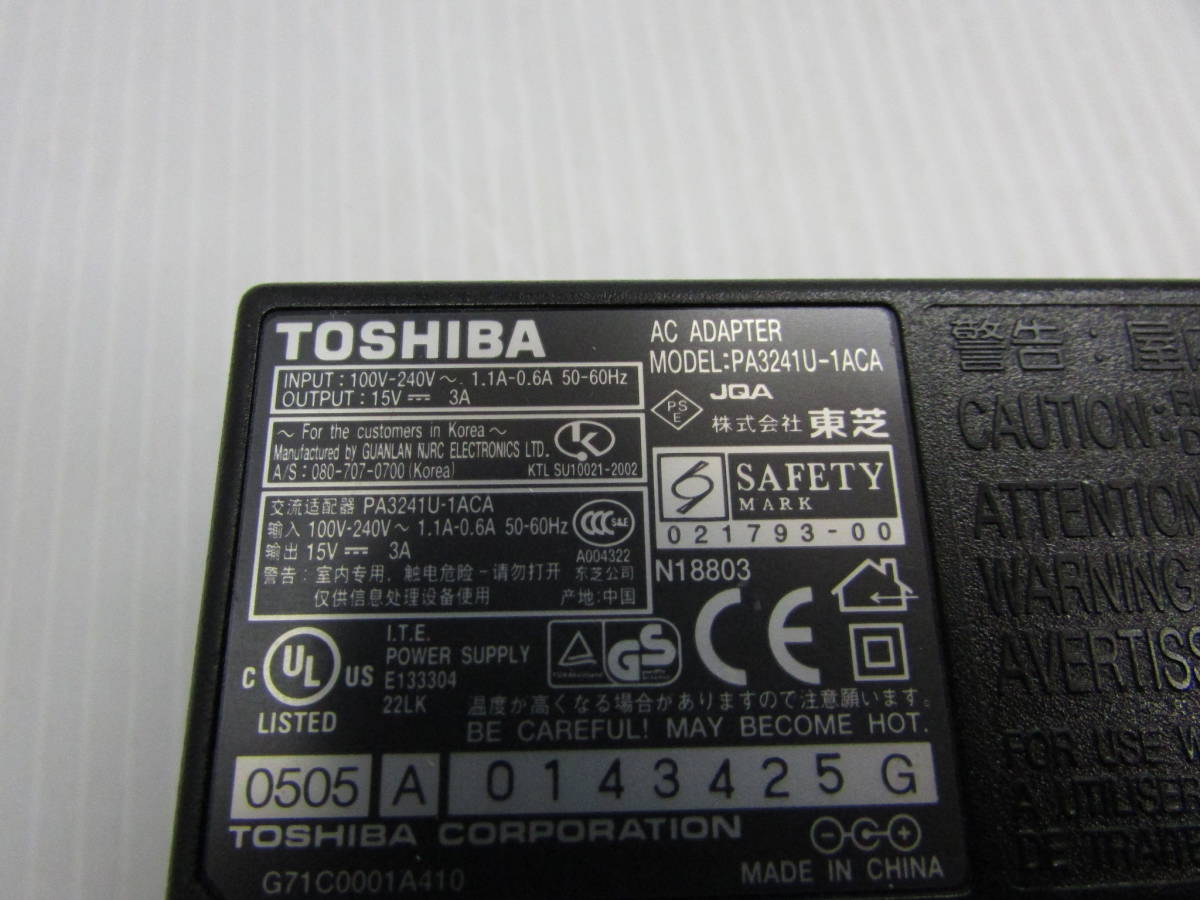 TOSHIBA
INPUT : 100V-240V～ 1.1A-0.6A 50-60Hz
OUTPUT : 15V⎓ 3A
～ For the customers in Korea ～
Manufactured by GUANLAN NJRC ELECTRONICS LTD.
A/S : 080-707-0700 (Korea)
KTL SU10021-2002
交流适配器 PA3241U-1ACA
输入 100V-240V～ 1.1A-0.6A 50-60Hz
输出 15V⎓ 3A
CCC S&E
A004322
警告 : 室内专用, 触电危险-请勿打开 东芝公司
仅供信息处理设备使用 产地:中国
AC ADAPTER
MODEL:PA3241U-1ACA
PS
E
JQA
株式会社 東芝
SAFETY
MARK
021793-00
N18803
C UL US
LISTED
I.T.E.
POWER SUPPLY
E133304
22LK
GS
CE
温度が高くなる場合がありますので注意願います。
BE CAREFUL! MAY BECOME HOT.
0505 A 0143425 G
TOSHIBA CORPORATION
G71C0001A410
MADE IN CHINA
警告 : 屋
CAUTION:
ATTENTION
WARNING
AVERTISS
FOR USE W
A UTILISE
DE TRAIT